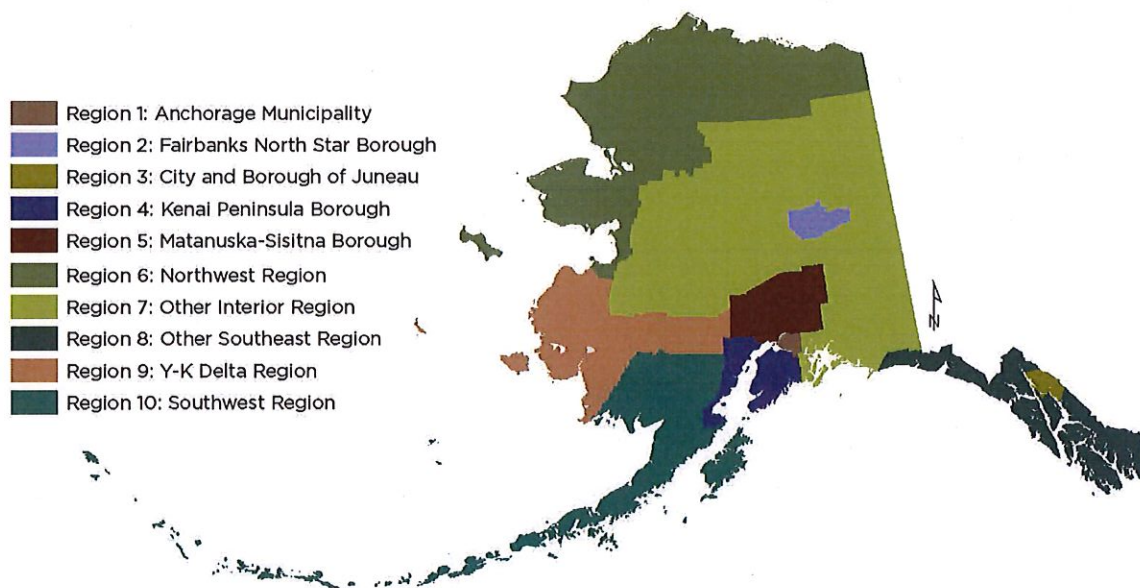 Region 1: Anchorage Municipality
Region 2: Fairbanks North Star Borough
Region 3: City and Borough of Juneau
Region 4: Kenai Peninsula Borough
Region 5: Matanuska-Sisitna Borough
Region 6: Northwest Region
Region 7: Other Interior Region
Region 8: Other Southeast Region
Region 9: Y-K Delta Region
Region 10: Southwest Region